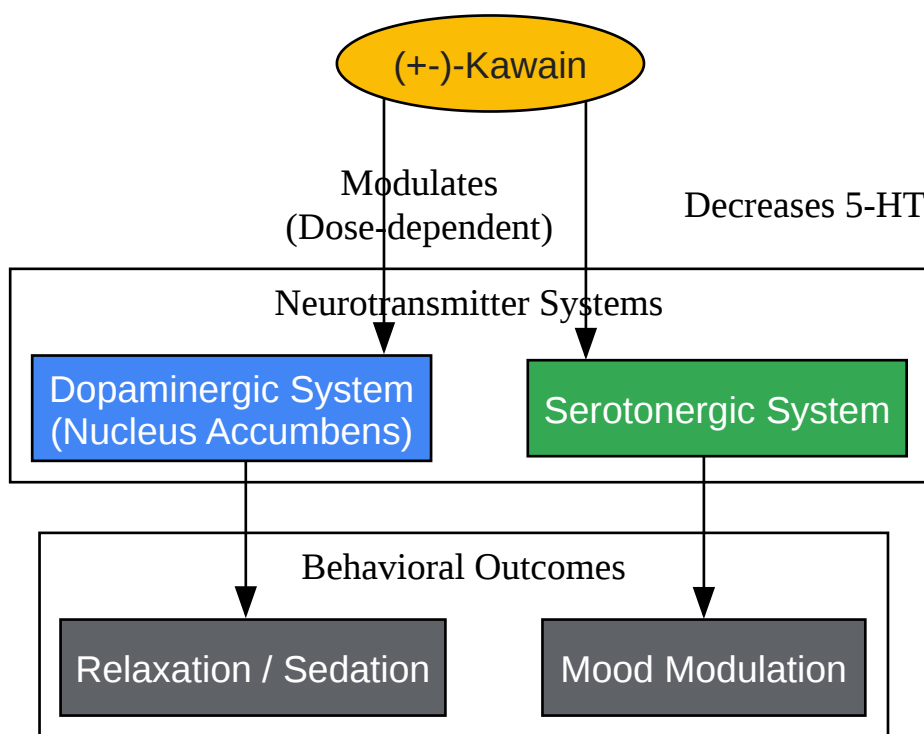 (+-)-Kawain
Modulates
(Dose-dependent)
Decreases 5-HT
Neurotransmitter Systems
Dopaminergic System
(Nucleus Accumbens)
Serotonergic System
Behavioral Outcomes
Relaxation / Sedation
Mood Modulation